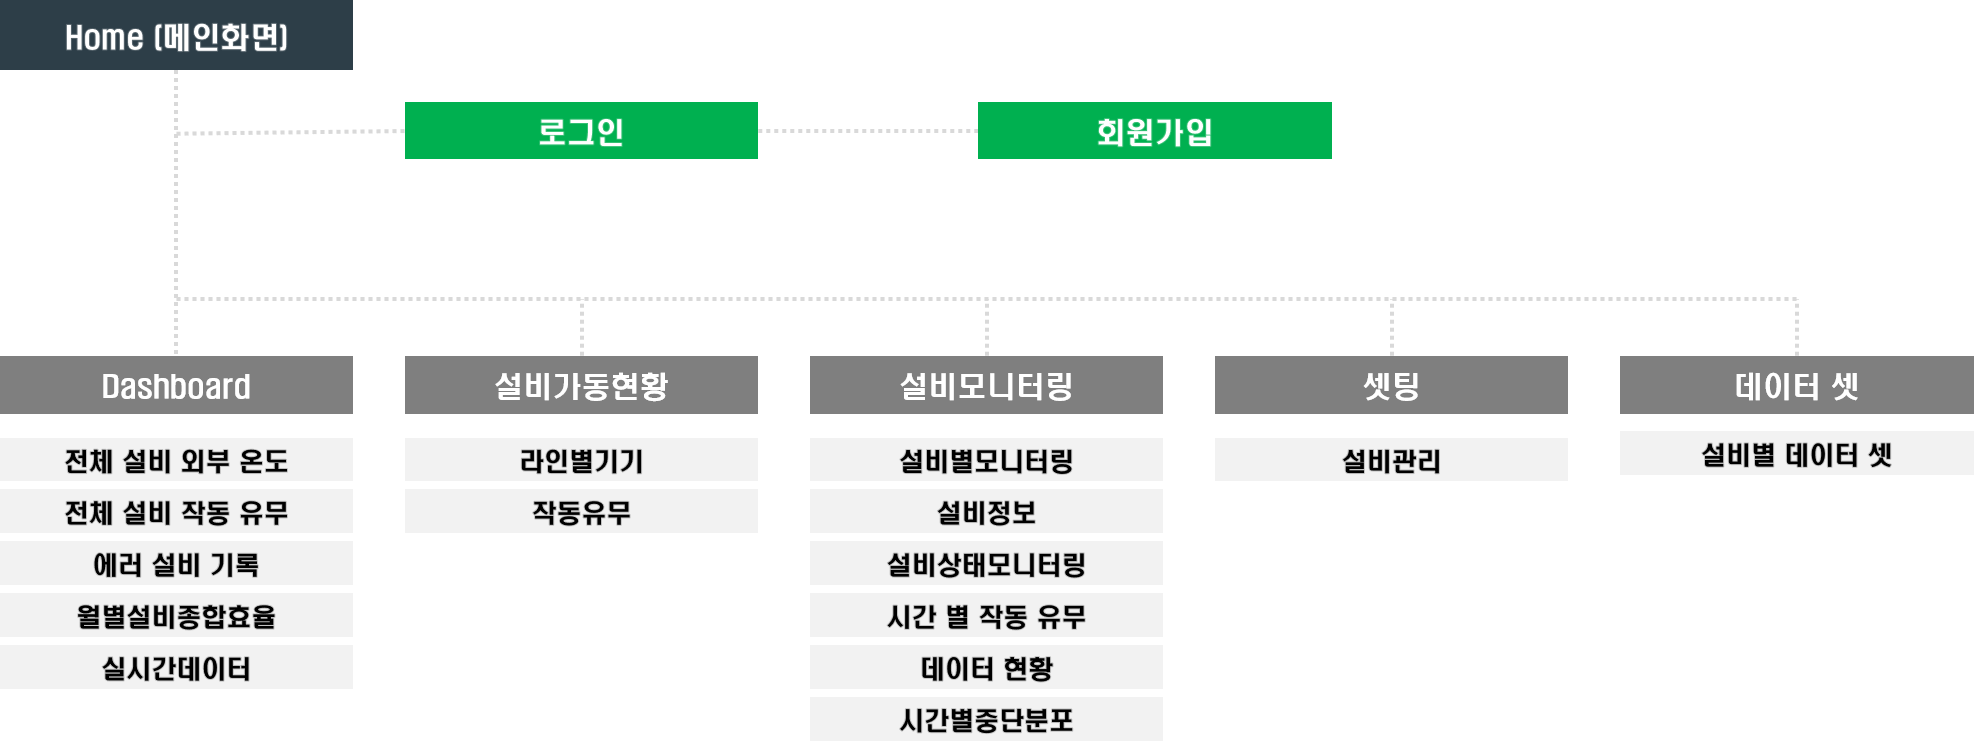 Home (메인화면)
로그인
회원가입
Dashboard
전체 설비 외부 온도
전체 설비 작동 유무
에러 설비 기록
월별설비종합효율
실시간데이터
설비가동현황
라인별기기
작동유무
설비모니터링
설비별모니터링
설비정보
설비상태모니터링
시간 별 작동 유무
데이터 현황
시간별중단분포
셋팅
설비관리
데이터 셋
설비별 데이터 셋